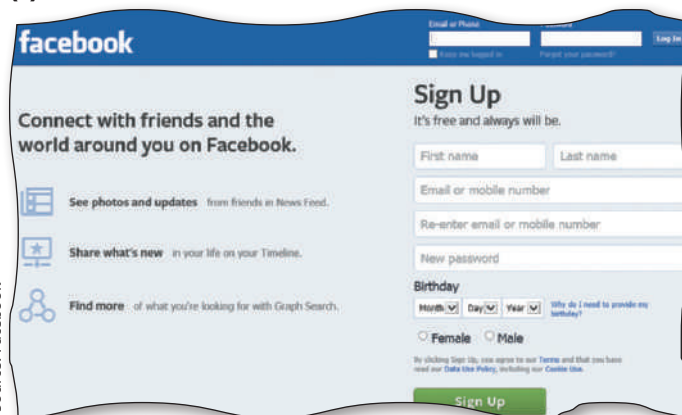 facebook
Email or Phone
Keep me logged in
Forgot your password?
Log In
Connect with friends and the
world around you on Facebook.
See photos and updates from friends in News Feed.
Share what's new in your life on your Timeline.
Find more of what you're looking for with Graph Search.
Sign Up
It's free and always will be.
First name Last name
Email or mobile number
Re-enter email or mobile number
New password
Birthday
Month Day Year Why do I need to provide my
birthday?
Female Male
By clicking Sign Up, you agree to our Terms and that you have
read our Data Use Policy, including our Cookie Use.
Sign Up